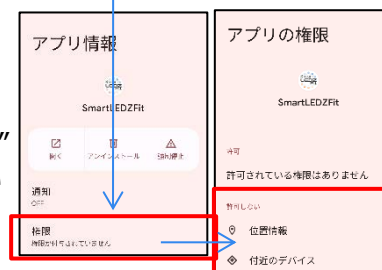 アプリ情報
SmartLEDZFit
開く
アンインストール
強制停止
通知
OFF
権限
権限が付与されていません
アプリの権限
SmartLEDZFit
許可
許可されている権限はありません
許可しない
位置情報
付近のデバイス